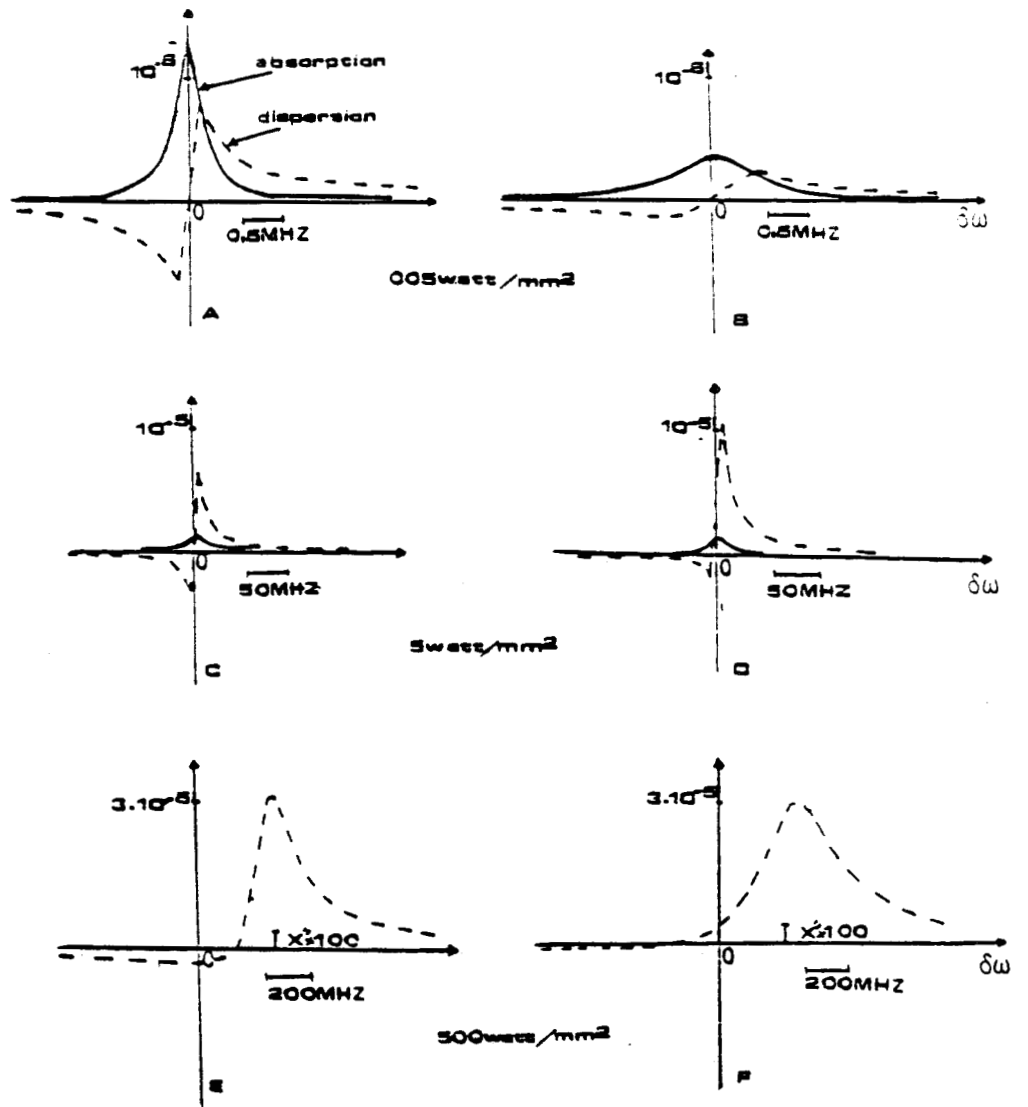 10-8
absorption
dispersion
0
0,5MHZ
A
10-8
0
0.5MHZ
δω
B
0.05watt/mm2
10-5
0
50MHZ
C
10-5
0
50MHZ
δω
D
5watt/mm2
3.10-5
0
X"x100
200MHZ
E
3.10-5
0
X"x100
200MHZ
δω
F
500watt/mm2